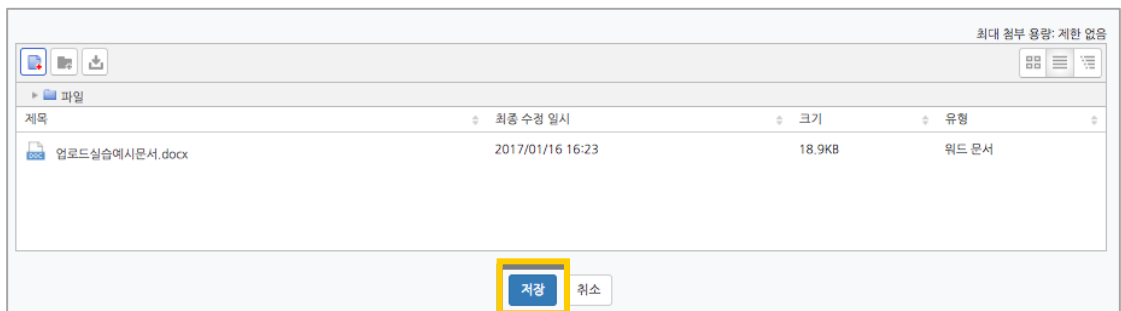 최대 첨부 용량: 제한 없음
파일
제목 최종 수정 일시 크기 유형
업로드실습예시문서.docx 2017/01/16 16:23 18.9KB 워드 문서
저장 취소